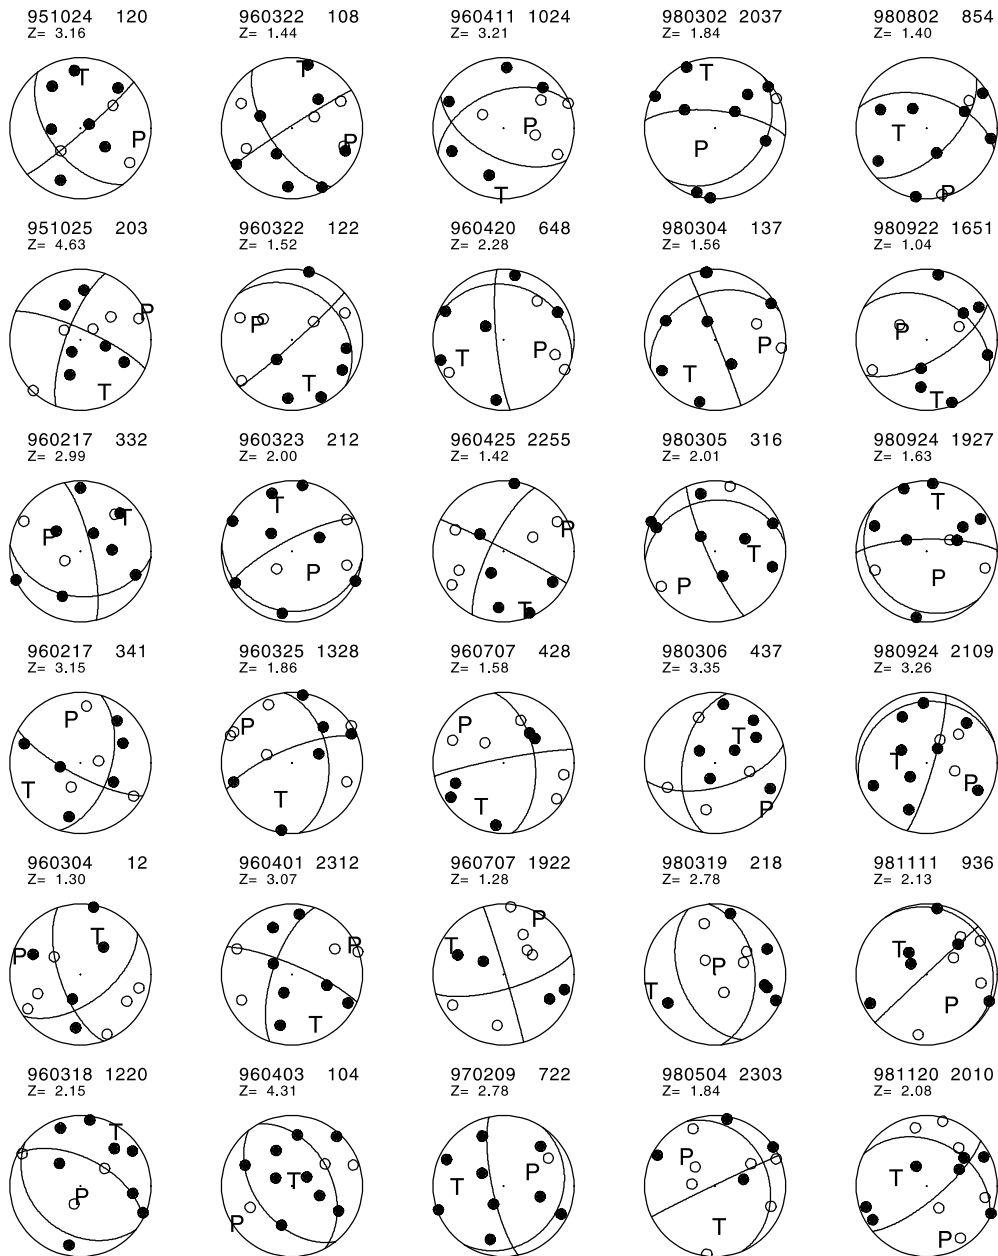 951024 120 960322 108 960411 1024 980302 2037 980802 854
Z= 3.16 Z= 1.44 Z= 3.21 Z= 1.84 Z= 1.40
T T P T T
P P T P P
951025 203 960322 122 960420 648 980304 137 980922 1651
Z= 4.63 Z= 1.52 Z= 2.28 Z= 1.56 Z= 1.04
P P P P P
T T T T T
960217 332 960323 212 960425 2255 980305 316 980924 1927
Z= 2.99 Z= 2.00 Z= 1.42 Z= 2.01 Z= 1.63
T T P T T
P P T P P
960217 341 960325 1328 960707 428 980306 437 980924 2109
Z= 3.15 Z= 1.86 Z= 1.58 Z= 3.35 Z= 3.26
P P P T T
T T T P P
960304 12 960401 2312 960707 1922 980319 218 981111 936
Z= 1.30 Z= 3.07 Z= 1.28 Z= 2.78 Z= 2.13
T P P P T
P T T T P
960318 1220 960403 104 970209 722 980504 2303 981120 2010
Z= 2.15 Z= 4.31 Z= 2.78 Z= 1.84 Z= 2.08
T T P P T
P P T T P